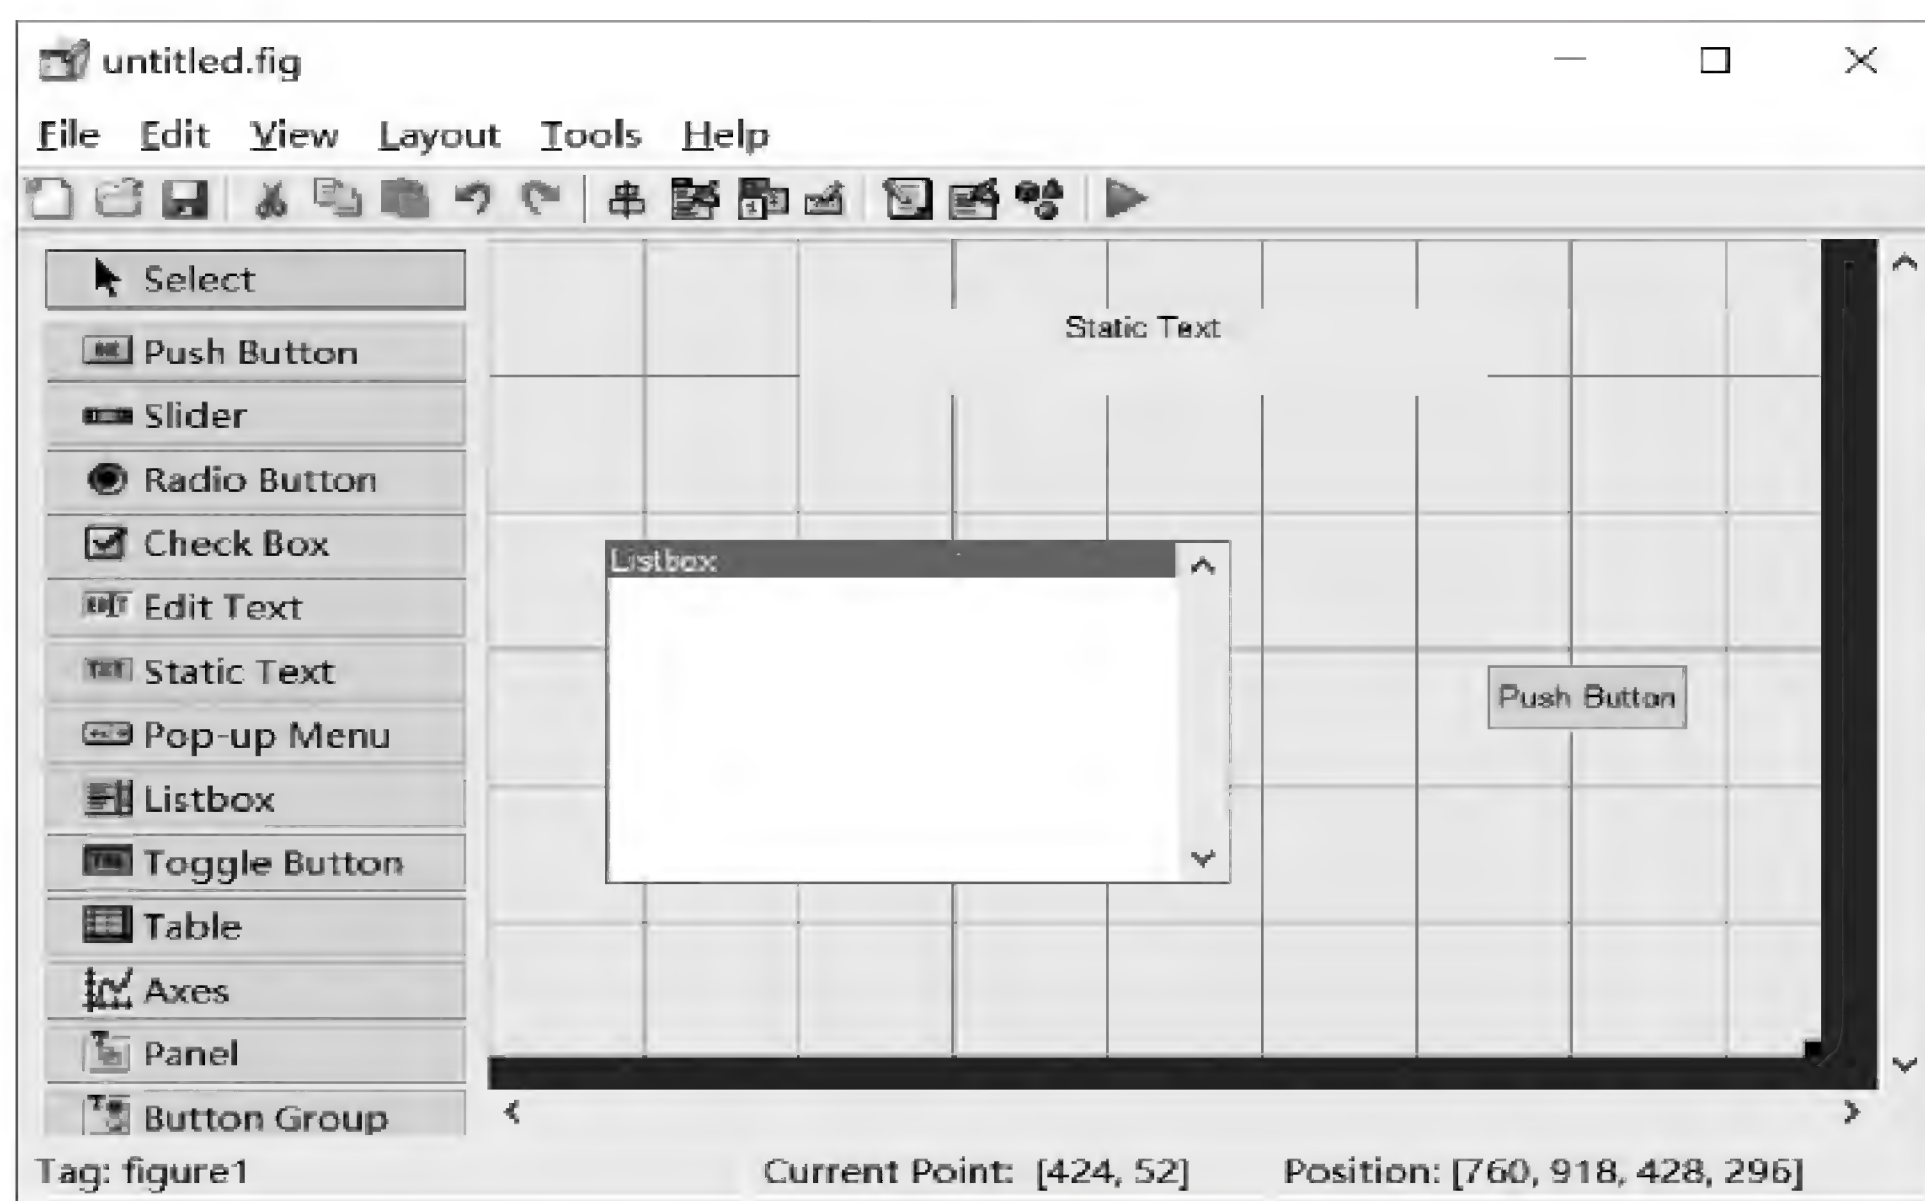 untitled.fig
File Edit View Layout Tools Help
Select
Push Button
Slider
Radio Button
Check Box
Edit Text
Static Text
Pop-up Menu
Listbox
Toggle Button
Table
Axes
Panel
Button Group
Static Text
Listbox
Push Button
Tag: figure1
Current Point: [424, 52]
Position: [760, 918, 428, 296]